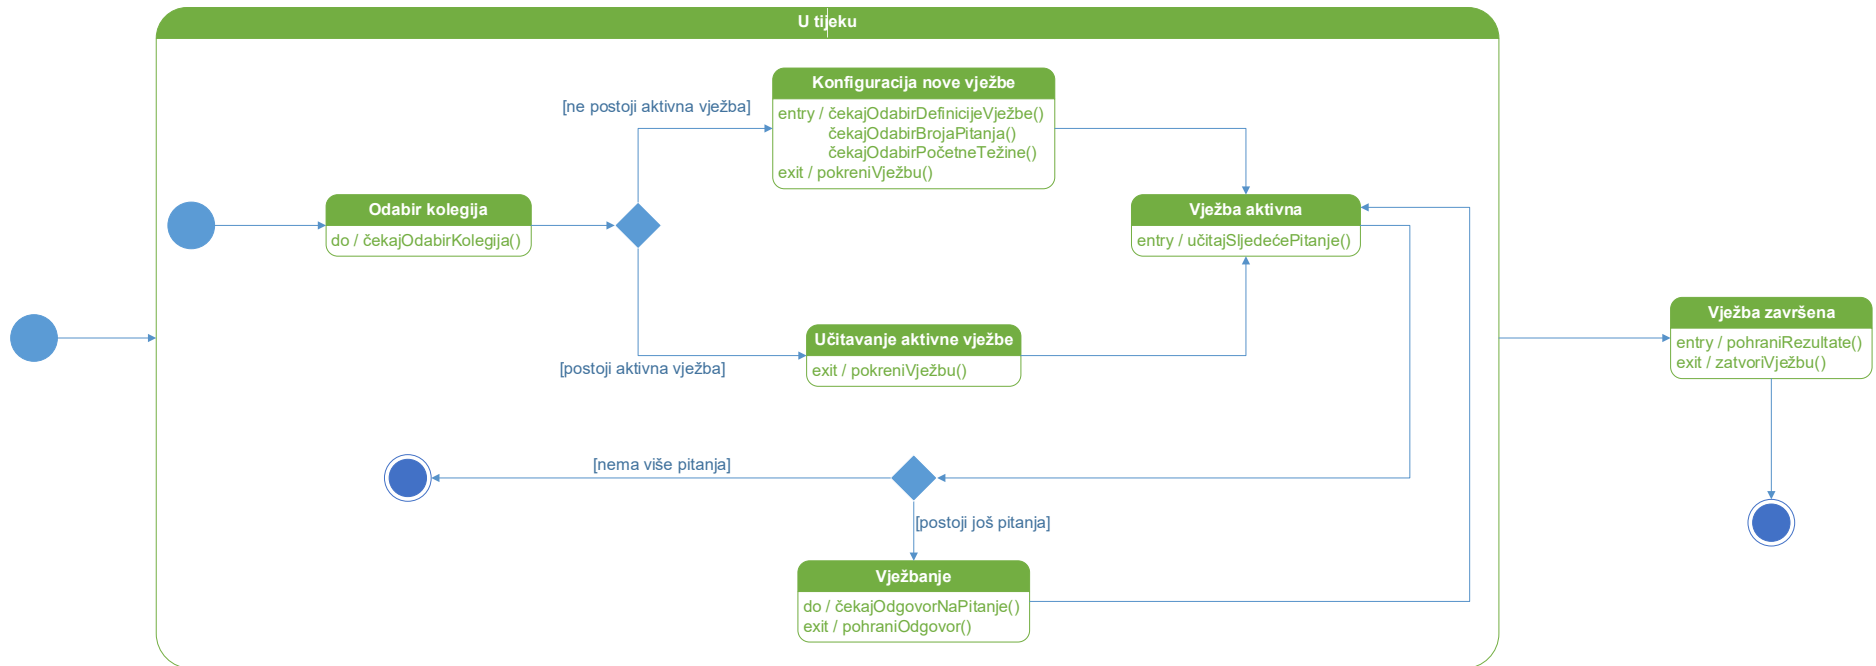 U tijeku
Konfiguracija nove vježbe
[ne postoji aktivna vježba]
entry / čekajOdabirDefinicijeVježbe()
čekajOdabirBrojaPitanja()
čekajOdabirPočetneTežine()
exit / pokreniVježbu()
Odabir kolegija
do / čekajOdabirKolegija()
Vježba aktivna
entry / učitajSljedećePitanje()
Učitavanje aktivne vježbe
exit / pokreniVježbu()
[postoji aktivna vježba]
Vježba završena
entry / pohraniRezultate()
exit / zatvoriVježbu()
[nema više pitanja]
[postoji još pitanja]
Vježbanje
do / čekajOdgovorNaPitanje()
exit / pohraniOdgovor()